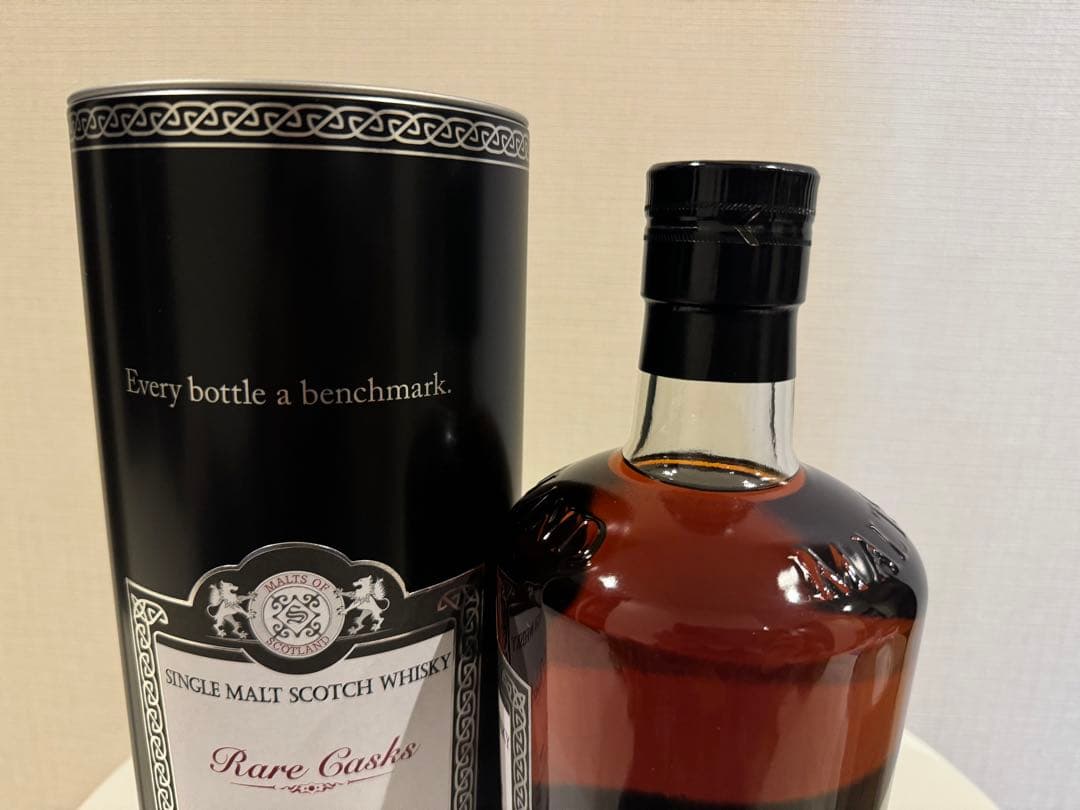 Every bottle a benchmark.
MALTS OF
S
SCOTLAND
SINGLE MALT SCOTCH WHISKY
Rare Casks